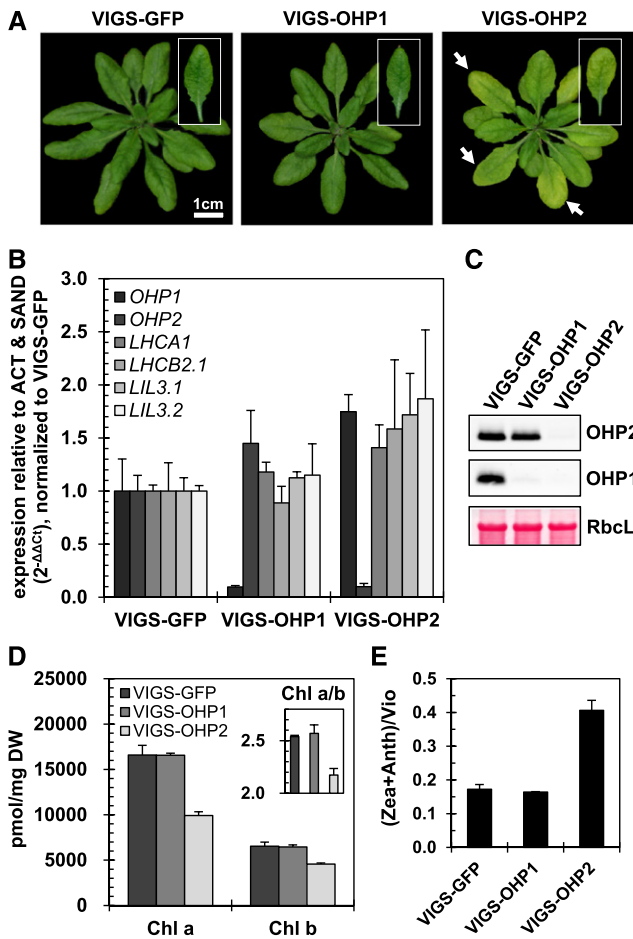 A
VIGS-GFP
VIGS-OHP1
VIGS-OHP2
1cm
B
expression relative to ACT & SAND
(2-ΔΔCt), normalized to VIGS-GFP
3.0
2.5
2.0
1.5
1.0
0.5
0.0
OHP1
OHP2
LHCA1
LHCB2.1
LIL3.1
LIL3.2
VIGS-GFP
VIGS-OHP1
VIGS-OHP2
C
VIGS-GFP
VIGS-OHP1
VIGS-OHP2
OHP2
OHP1
RbcL
D
pmol/mg DW
25000
20000
15000
10000
5000
0
VIGS-GFP
VIGS-OHP1
VIGS-OHP2
Chl a/b
2.5
2.0
Chl a
Chl b
E
(Zea+Anth)/Vio
0.5
0.4
0.3
0.2
0.1
0.0
VIGS-GFP
VIGS-OHP1
VIGS-OHP2